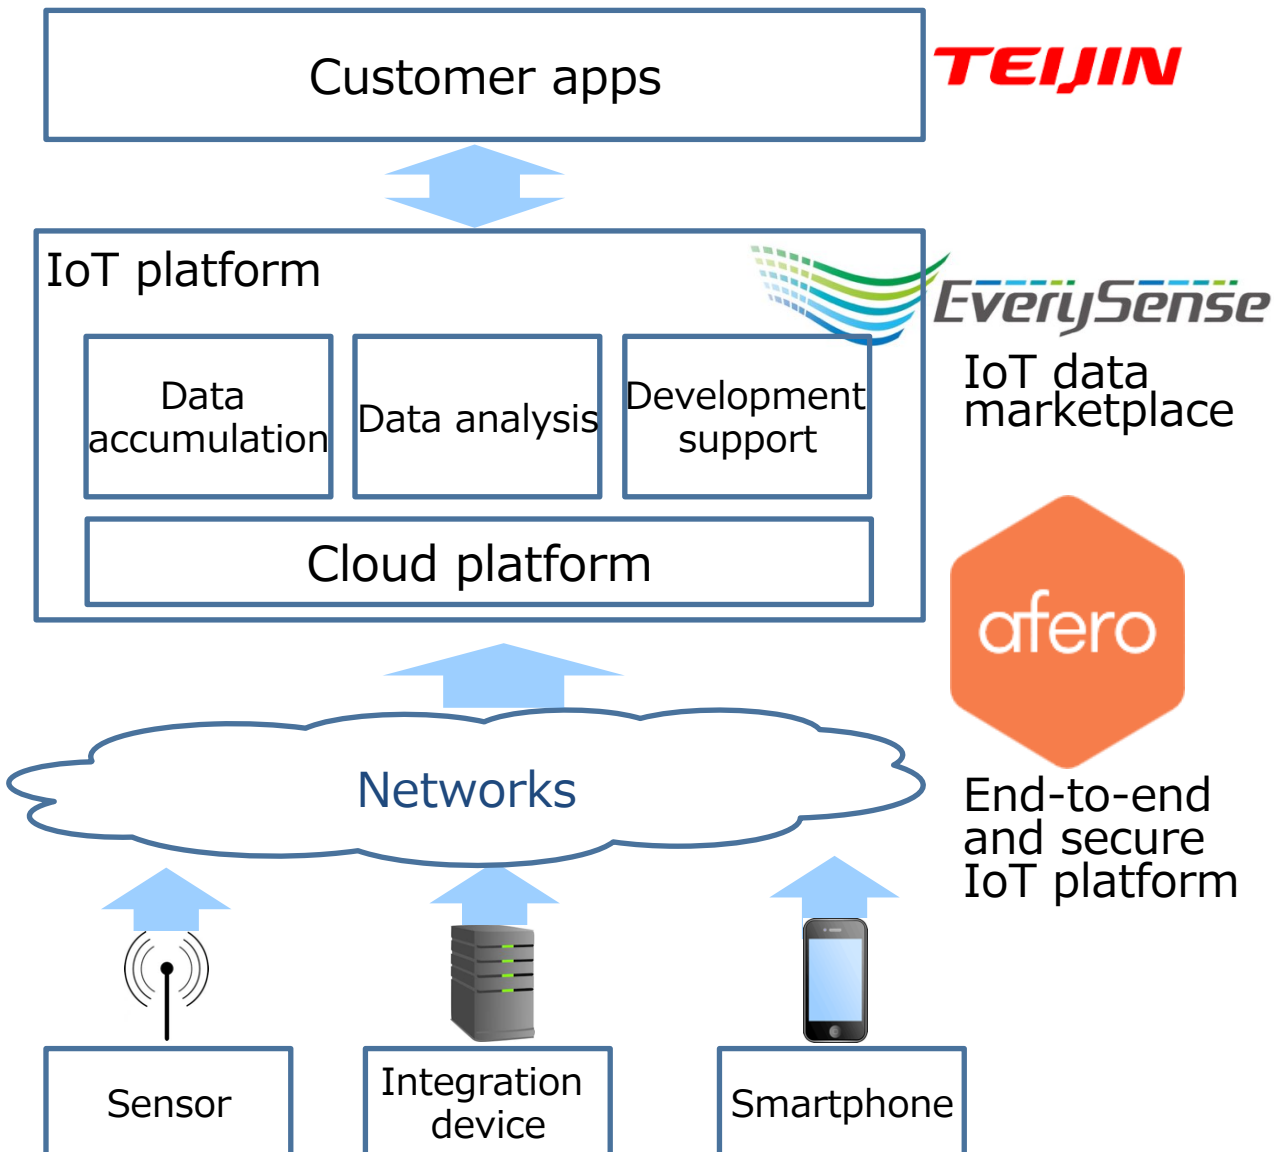 Customer apps
TEIJIN
IoT platform
EverySense
IoT data
marketplace
Data
accumulation
Data analysis
Development
support
Cloud platform
afero
Networks
End-to-end
and secure
IoT platform
Sensor
Integration
device
Smartphone